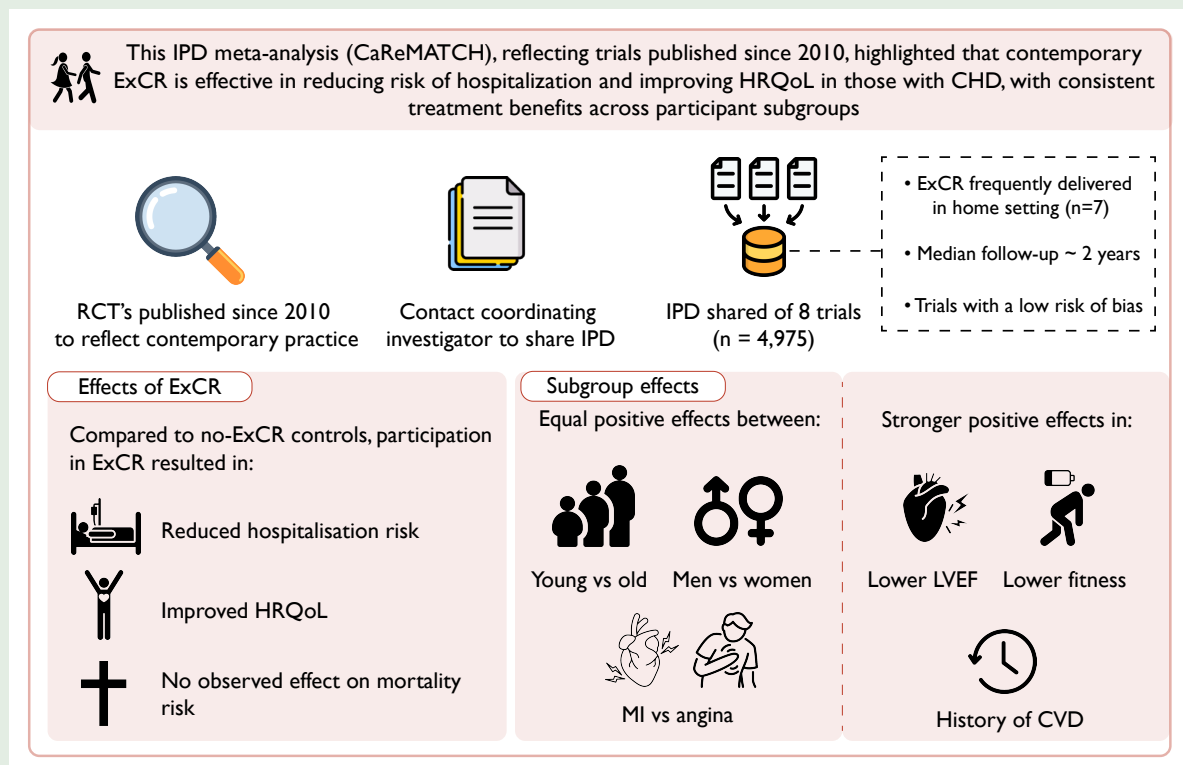 This IPD meta-analysis (CaReMATCH), reflecting trials published since 2010, highlighted that contemporary
ExCR is effective in reducing risk of hospitalization and improving HRQoL in those with CHD, with consistent
treatment benefits across participant subgroups
RCT's published since 2010
to reflect contemporary practice
Contact coordinating
investigator to share IPD
IPD shared of 8 trials
(n = 4,975)
• ExCR frequently delivered
in home setting (n=7)
• Median follow-up ~ 2 years
• Trials with a low risk of bias
Effects of ExCR
Compared to no-ExCR controls, participation
in ExCR resulted in:
Reduced hospitalisation risk
Improved HRQoL
No observed effect on mortality
risk
Subgroup effects
Equal positive effects between:
Young vs old
Men vs women
MI vs angina
Stronger positive effects in:
Lower LVEF
Lower fitness
History of CVD